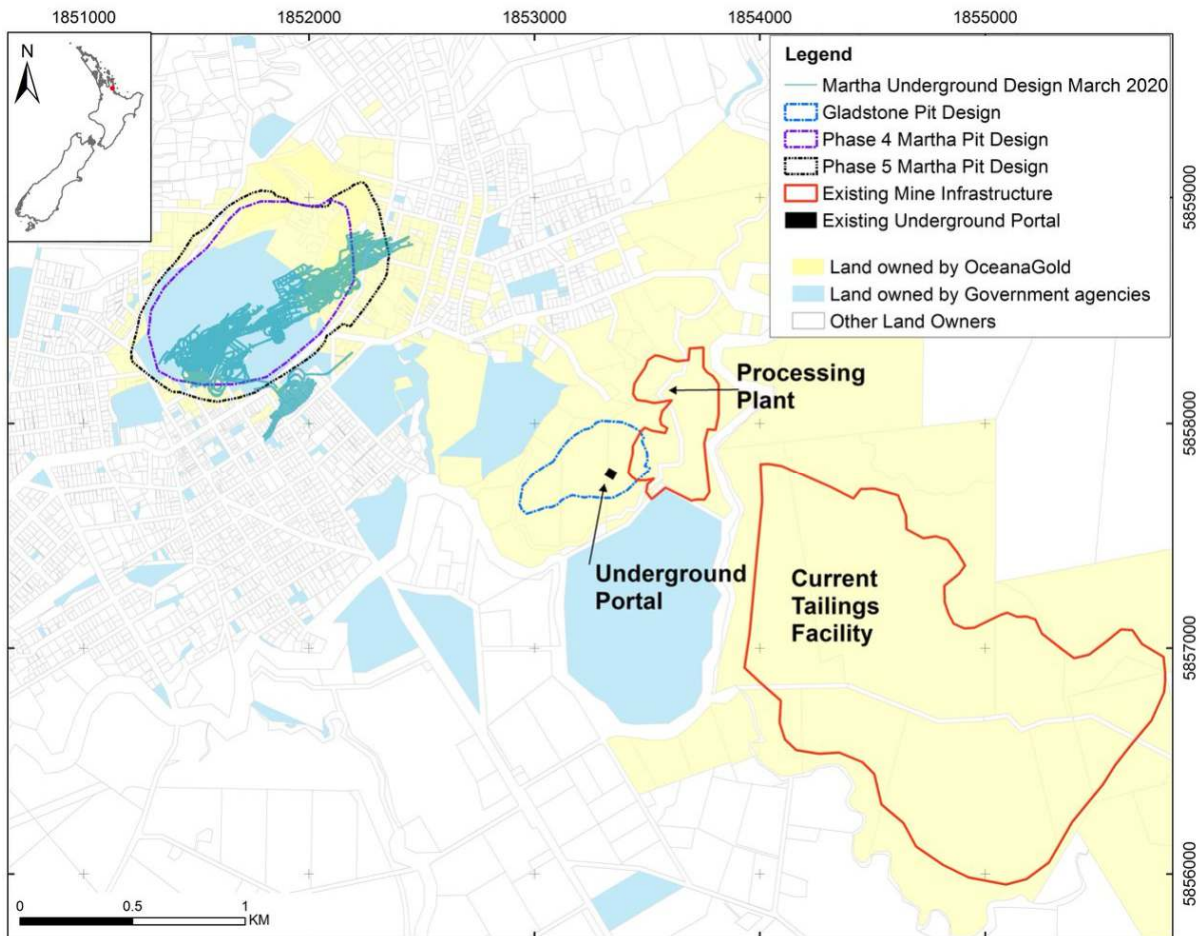 1851000
1852000
1853000
1854000
1855000
N
Legend
Martha Underground Design March 2020
Gladstone Pit Design
Phase 4 Martha Pit Design
Phase 5 Martha Pit Design
Existing Mine Infrastructure
Existing Underground Portal
Land owned by OceanaGold
Land owned by Government agencies
Other Land Owners
5859000
5858000
5857000
5856000
Processing
Plant
Underground
Portal
Current
Tailings
Facility
0
0.5
1
KM